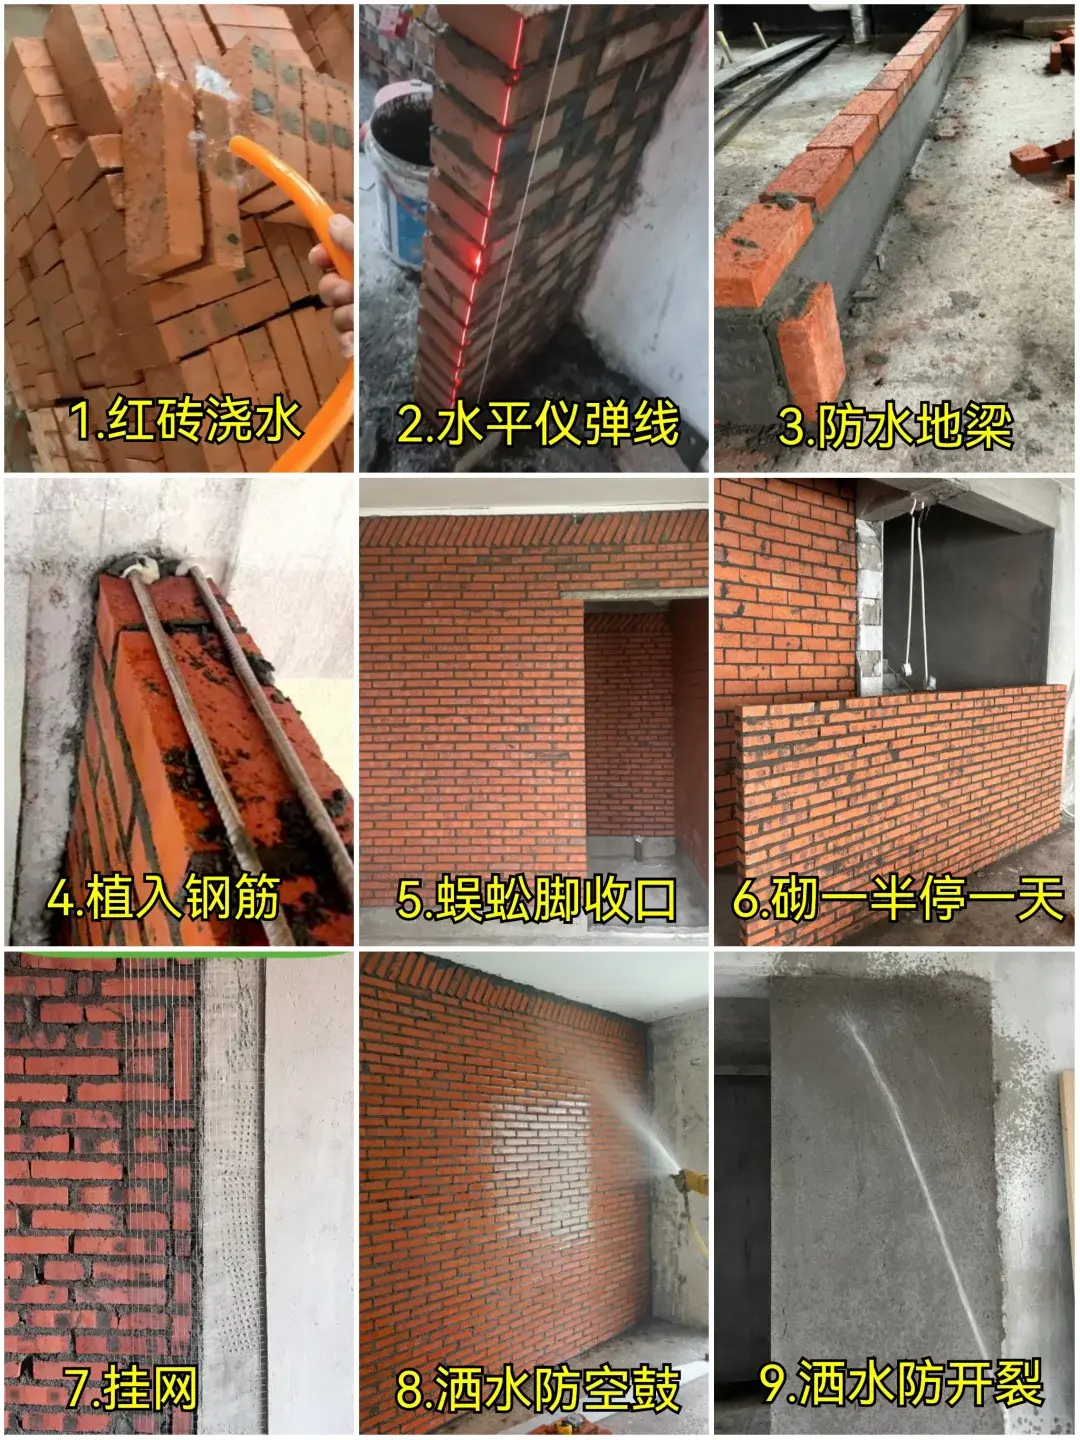 1.红砖浇水
2.水平仪弹线
3.防水地梁
4.植入钢筋
5.蜈蚣脚收口
6.砌一半停一天
7.挂网
8.洒水防空鼓
9.洒水防开裂